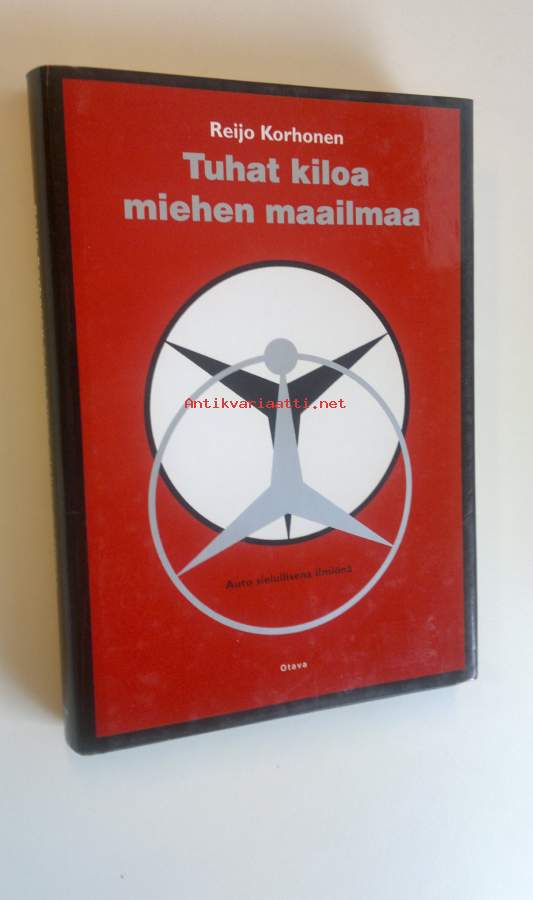 Reijo Korhonen
Tuhat kiloa
miehen maailmaa
Antikvariaatti.net
Auto sielullisena ilmiönä
Otava